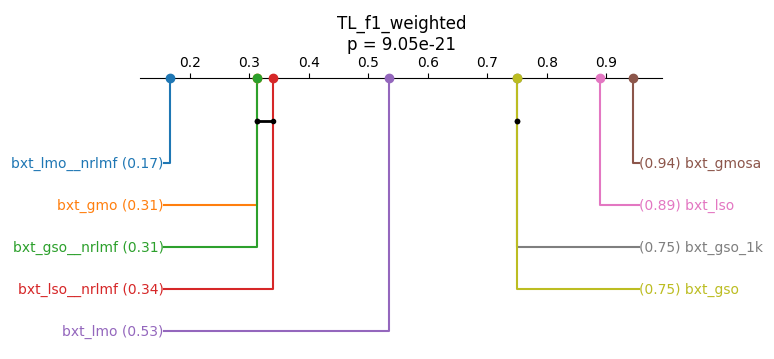 TL_f1_weighted
p = 9.05e-21
0.2 0.3 0.4 0.5 0.6 0.7 0.8 0.9
bxt_lmo__nrlmf (0.17)
(0.94) bxt_gmosa
bxt_gmo (0.31)
(0.89) bxt_lso
bxt_gso__nrlmf (0.31)
(0.75) bxt_gso_1k
bxt_lso__nrlmf (0.34)
(0.75) bxt_gso
bxt_lmo (0.53)